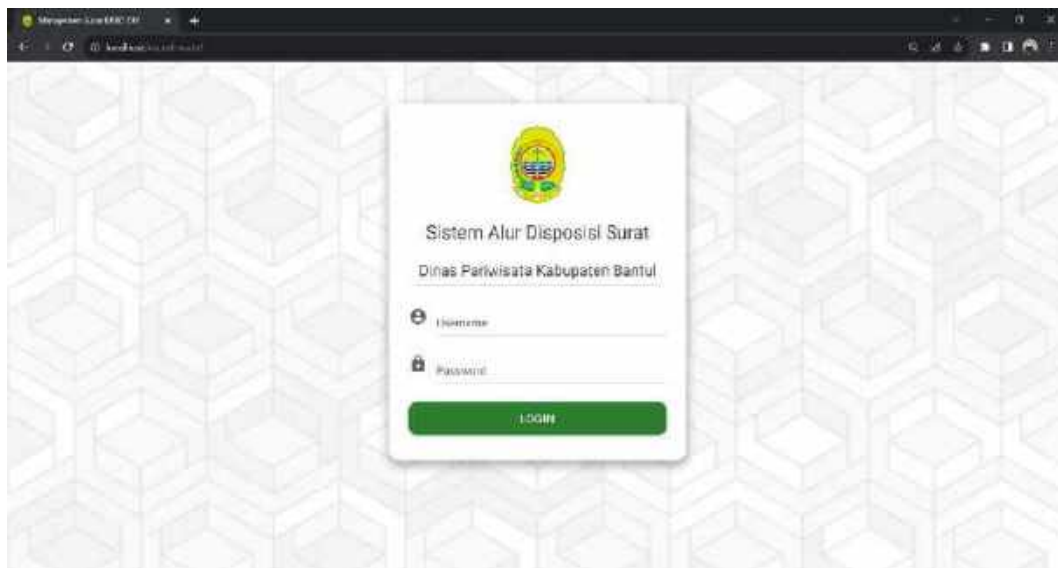 Sistem Alur Disposisi Surat
Dinas Pariwisata Kabupaten Bantul
Username
Password
LOGIN